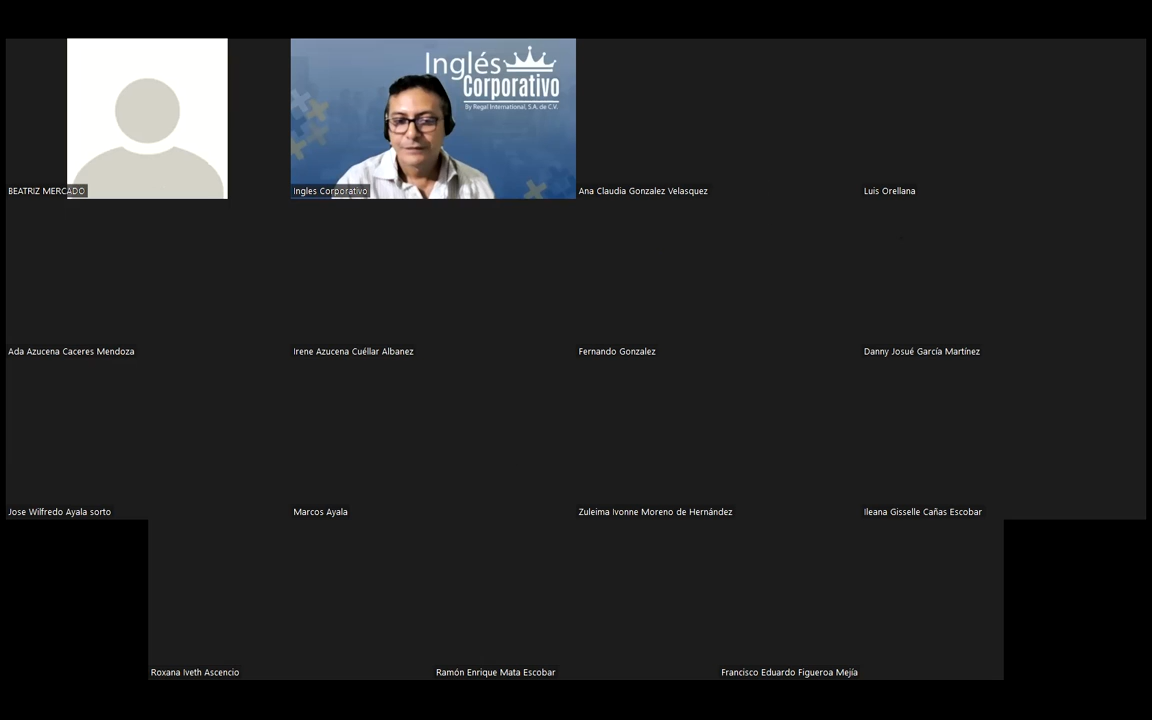 Inglés
Corporativo
By Regal International, S.A. de C.V.
BEATRIZ MERCADO
Ingles Corporativo
Ana Claudia Gonzalez Velasquez
Luis Orellana
Ada Azucena Caceres Mendoza
Irene Azucena Cuéllar Albanez
Fernando Gonzalez
Danny Josué García Martínez
Jose Wilfredo Ayala sorto
Marcos Ayala
Zuleima Ivonne Moreno de Hernández
Ileana Gisselle Cañas Escobar
Roxana Iveth Ascencio
Ramón Enrique Mata Escobar
Francisco Eduardo Figueroa Mejía